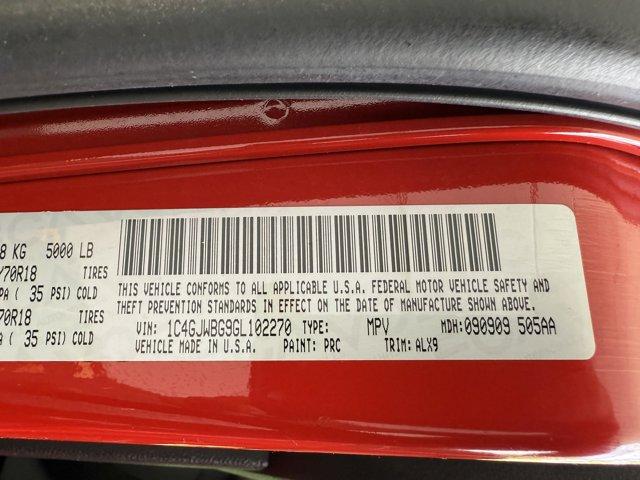 8 KG 5000 LB
70R18 TIRES
PA ( 35 PSI) COLD
70R18 TIRES
A ( 35 PSI) COLD
THIS VEHICLE CONFORMS TO ALL APPLICABLE U.S.A. FEDERAL MOTOR VEHICLE SAFETY AND
THEFT PREVENTION STANDARDS IN EFFECT ON THE DATE OF MANUFACTURE SHOWN ABOVE.
VIN: 1C4GJWBG9GL102270 TYPE: MPV MDH: 090909 505AA
VEHICLE MADE IN U.S.A. PAINT: PRC TRIM: ALX9